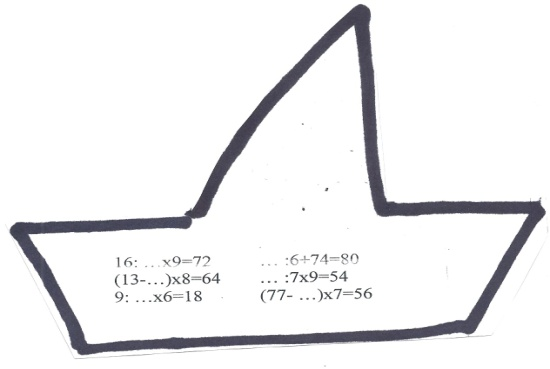 16: ...x9=72
(13-...)x8=64
9: ...x6=18
... :6+74=80
... :7x9=54
(77- ...)x7=56